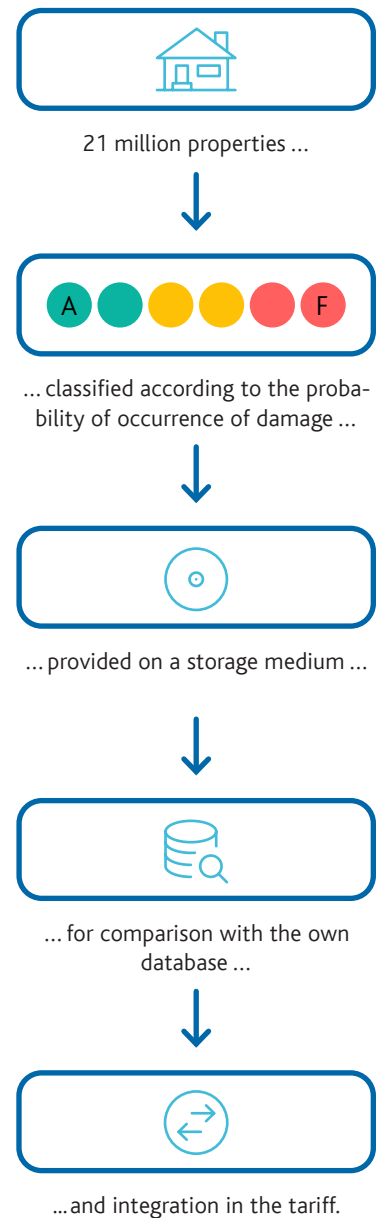 21 million properties ...
A F
... classified according to the proba-
bility of occurrence of damage ...
... provided on a storage medium ...
... for comparison with the own
database ...
... and integration in the tariff.